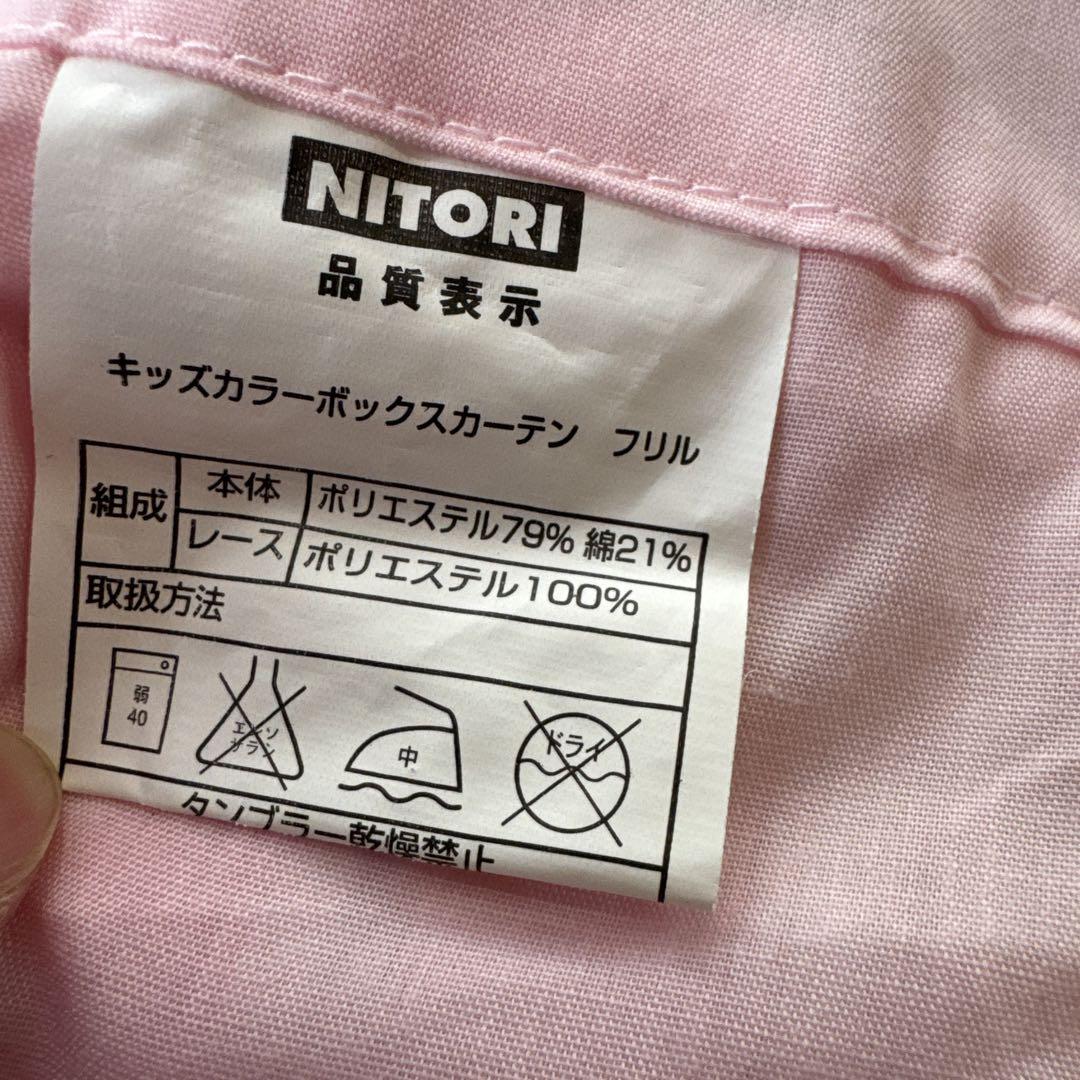 NITORI
品質表示
キッズカラーボックスカーテン フリル
組成 本体 ポリエステル79% 綿21%
レース ポリエステル100%
取扱方法
弱
40
エンソ
サラシ
中
ドライ
タンブラー乾燥禁止